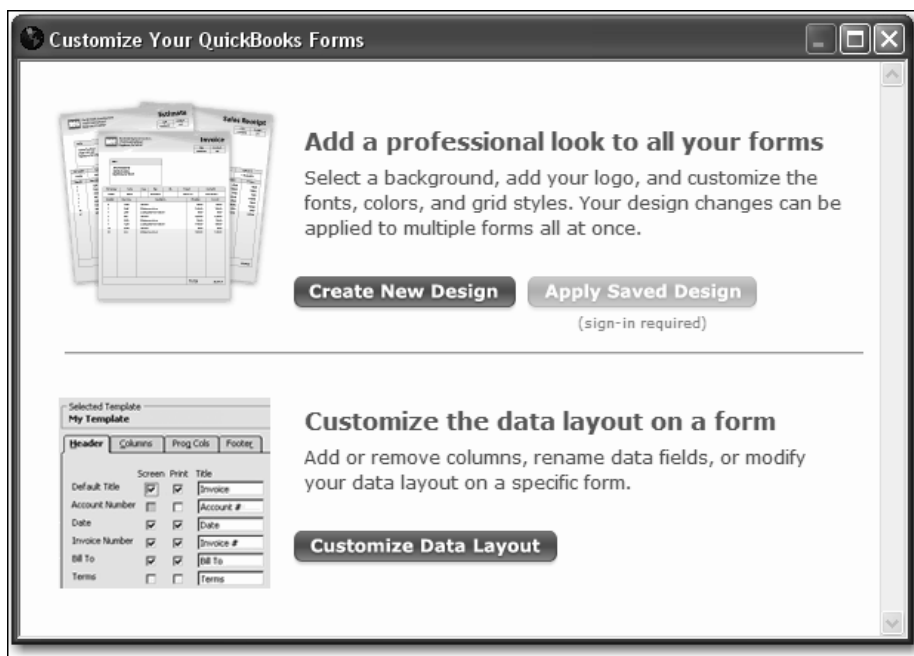 Customize Your QuickBooks Forms
Estimate
Sales Receipt
Invoice
Add a professional look to all your forms
Select a background, add your logo, and customize the
fonts, colors, and grid styles. Your design changes can be
applied to multiple forms all at once.
Create New Design
Apply Saved Design
(sign-in required)
Selected Template
My Template
Header Columns Prog Cols Footer
Screen Print Title
Default Title Invoice
Account Number Account #
Date Date
Invoice Number Invoice #
Bill To Bill To
Terms Terms
Customize the data layout on a form
Add or remove columns, rename data fields, or modify
your data layout on a specific form.
Customize Data Layout